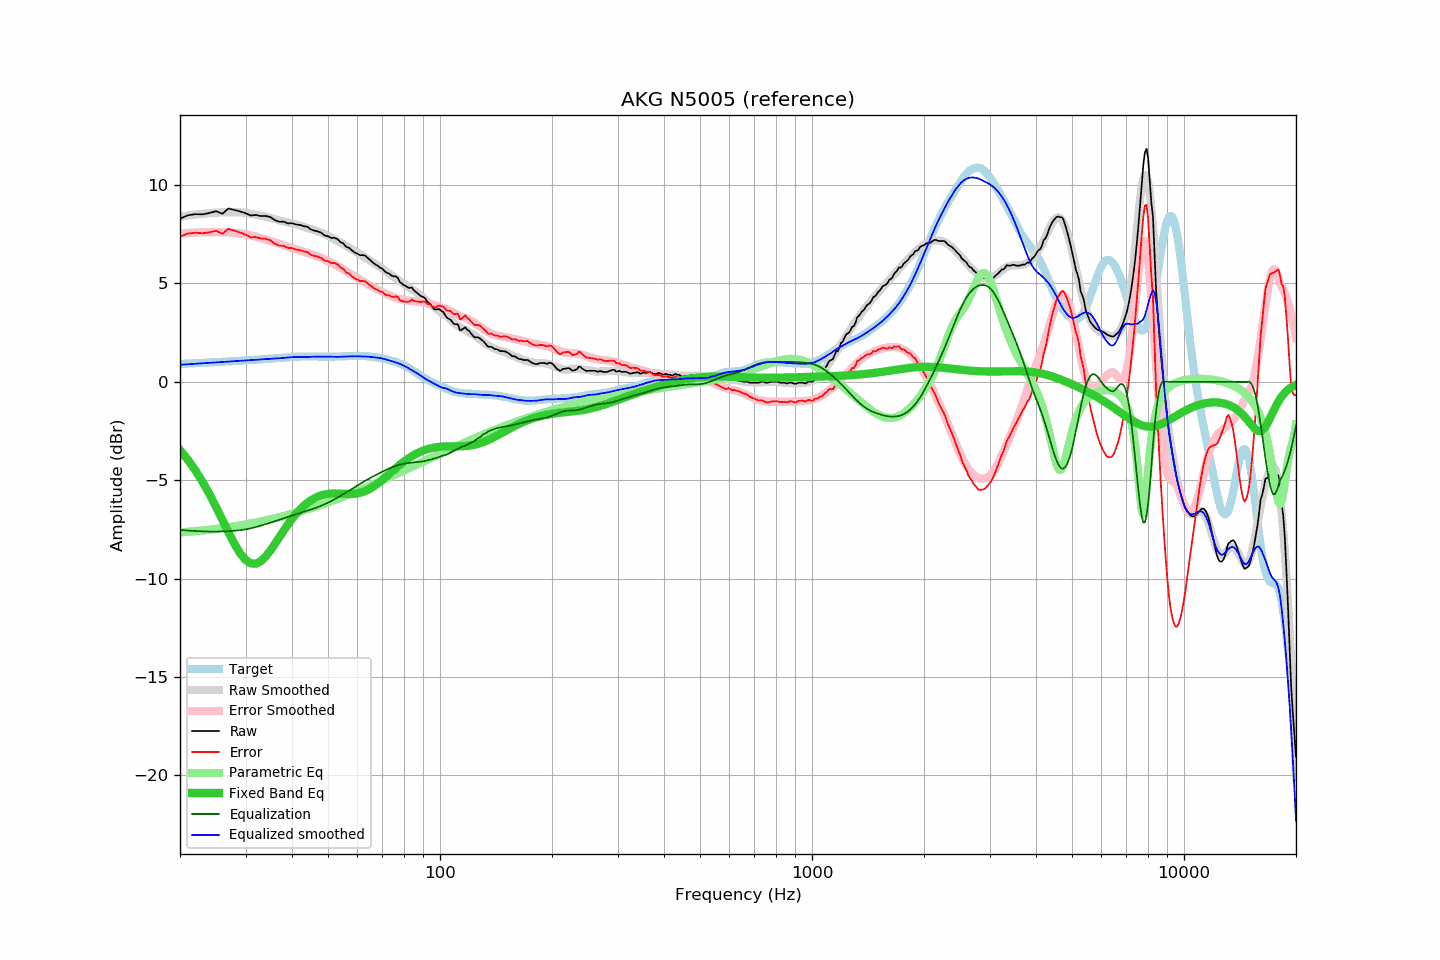 AKG N5005 (reference)
10
5
0
−5
−10
−15
−20
Amplitude (dBr)
Target
Raw Smoothed
Error Smoothed
Raw
Error
Parametric Eq
Fixed Band Eq
Equalization
Equalized smoothed
100 1000 10000
Frequency (Hz)